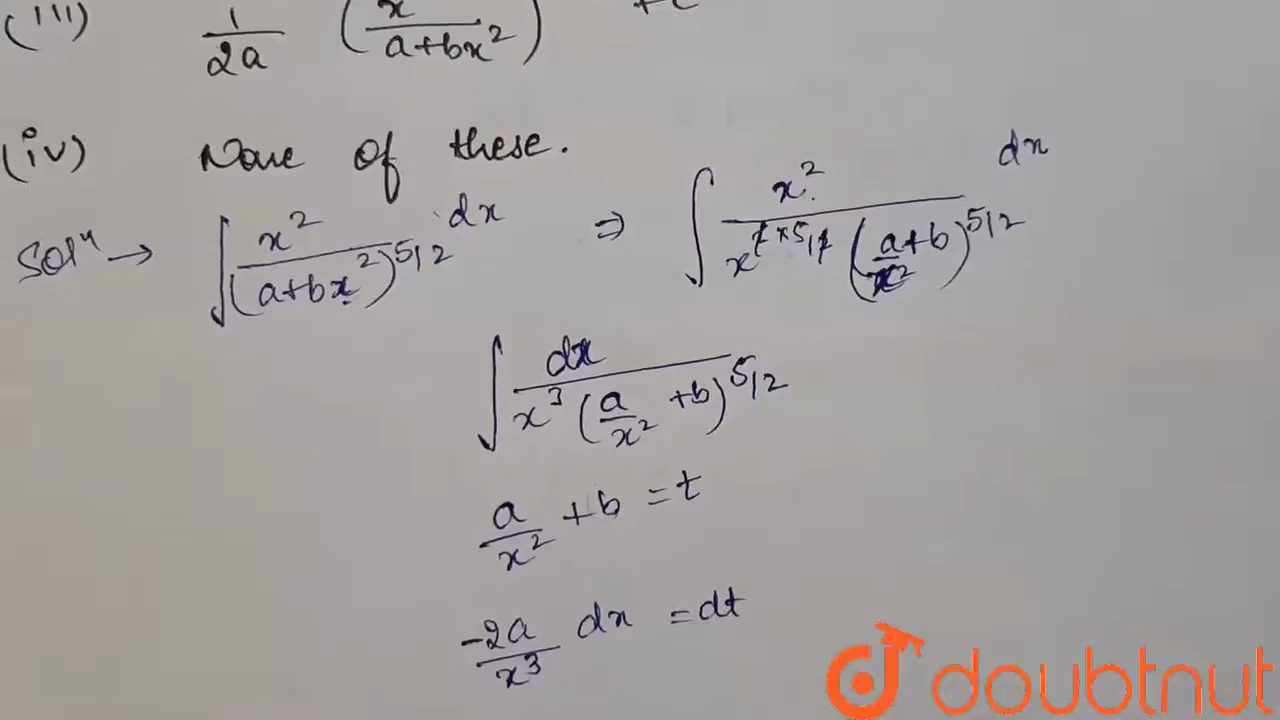 (iii) 1/2a (x/a+bx²) +c
(iv) None of these.
Solⁿ → ∫ x²/(a+bx²)^5/2 dx ⇒ ∫ x²/x^2×5/2 (a/x²+b)^5/2 dx
∫ dx/x³(a/x² +b)^5/2
a/x² +b = t
-2a/x³ dx = dt
doubtnut